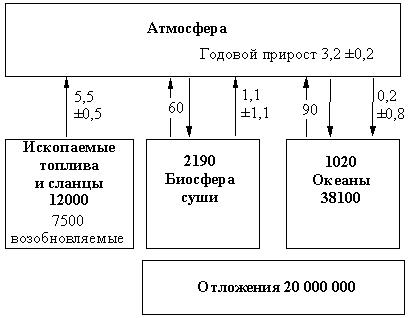 Атмосфера
Годовой прирост 3,2 ±0,2
5,5
±0,5
60
1,1
±1,1
90
0,2
±0,8
Ископаемые
топлива
и сланцы
12000
7500
возобновляемые
2190
Биосфера
суши
1020
Океаны
38100
Отложения 20 000 000